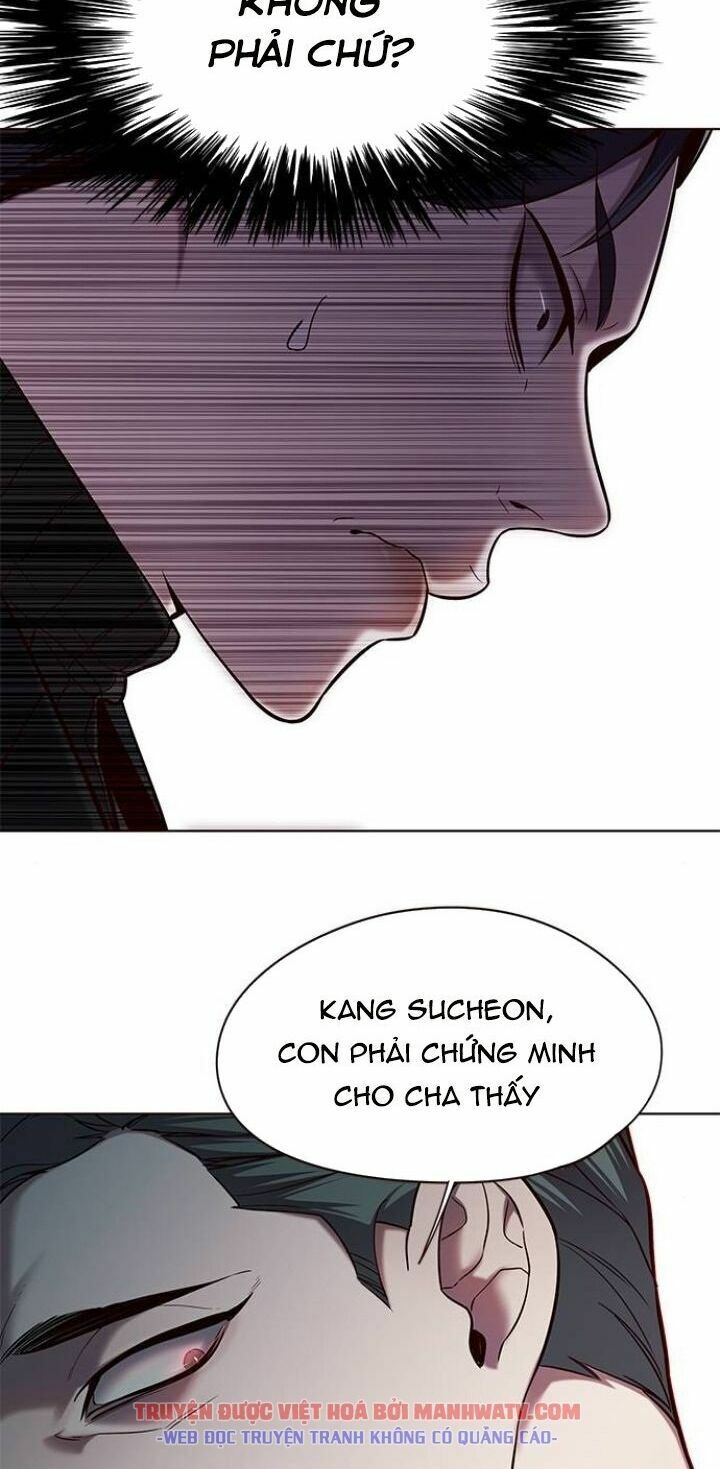 KHÔNG
PHẢI CHỨ?
KANG SUCHEON,
CON PHẢI CHỨNG MINH
CHO CHA THẤY
TRUYỆN ĐƯỢC VIỆT HOÁ BỞI MANHWATV.COM
-WEB ĐỌC TRUYỆN TRANH KHÔNG CÓ QUẢNG CÁO-